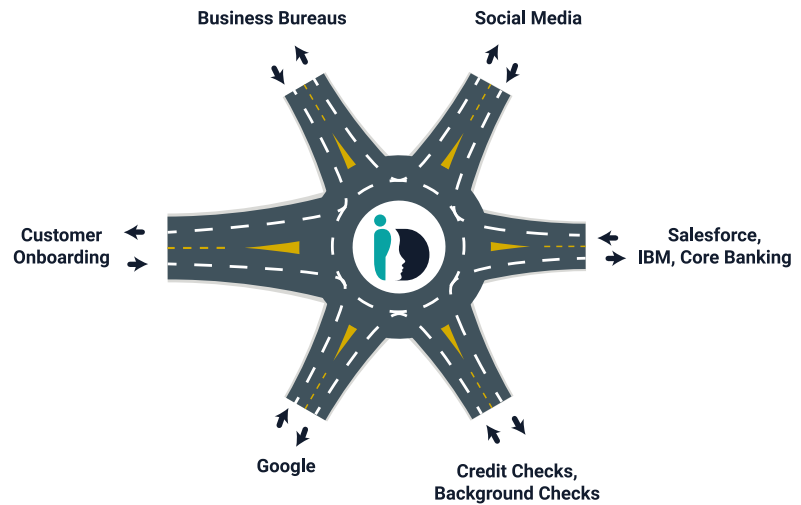 Business Bureaus
Social Media
Customer
Onboarding
Salesforce,
IBM, Core Banking
Google
Credit Checks,
Background Checks